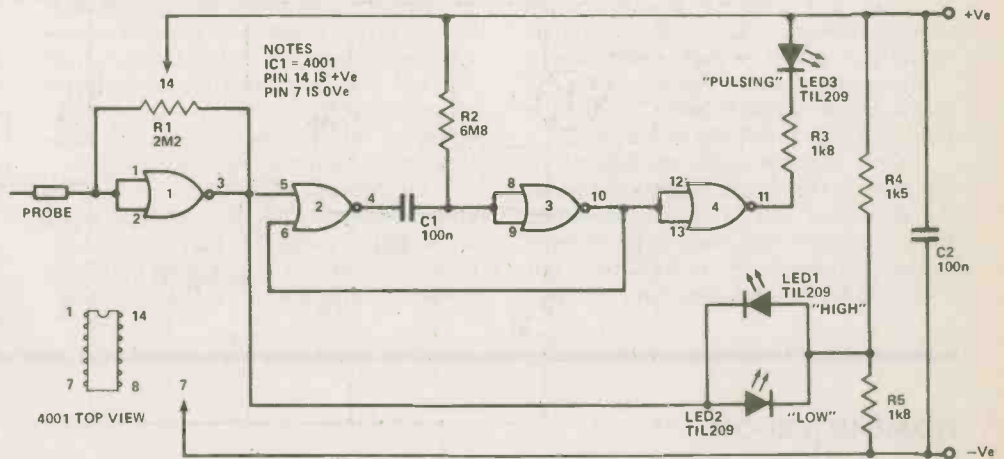 +Ve
14
NOTES
IC1 = 4001
PIN 14 IS +Ve
PIN 7 IS 0Ve
R1
2M2
R2
6M8
"PULSING"
LED3
TIL209
R3
1k8
R4
1k5
C2
100n
PROBE
1
2
1
3
5
6
2
4
C1
100n
8
9
3
10
12
13
4
11
LED1
TIL209
"HIGH"
LED2
TIL209
"LOW"
R5
1k8
1
14
7
8
4001 TOP VIEW
7
-Ve